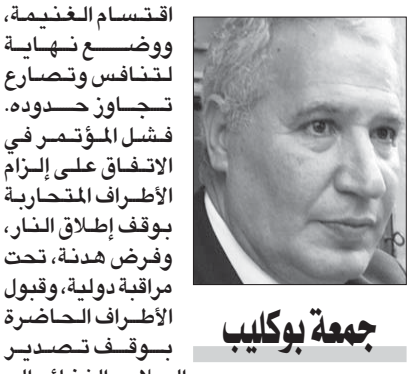 اقتسام الغنيمة،
ووضع نهاية
لتنافس وتصارع
تجاوز حدوده.
فشل المؤتمر في
الاتفاق على إلزام
الأطراف المتحاربة
بوقف إطلاق النار،
وفرض هدنة، تحت
مراقبة دولية، وقبول
الأطراف الحاضرة
بوقف تصدير
جمعة بوكليب